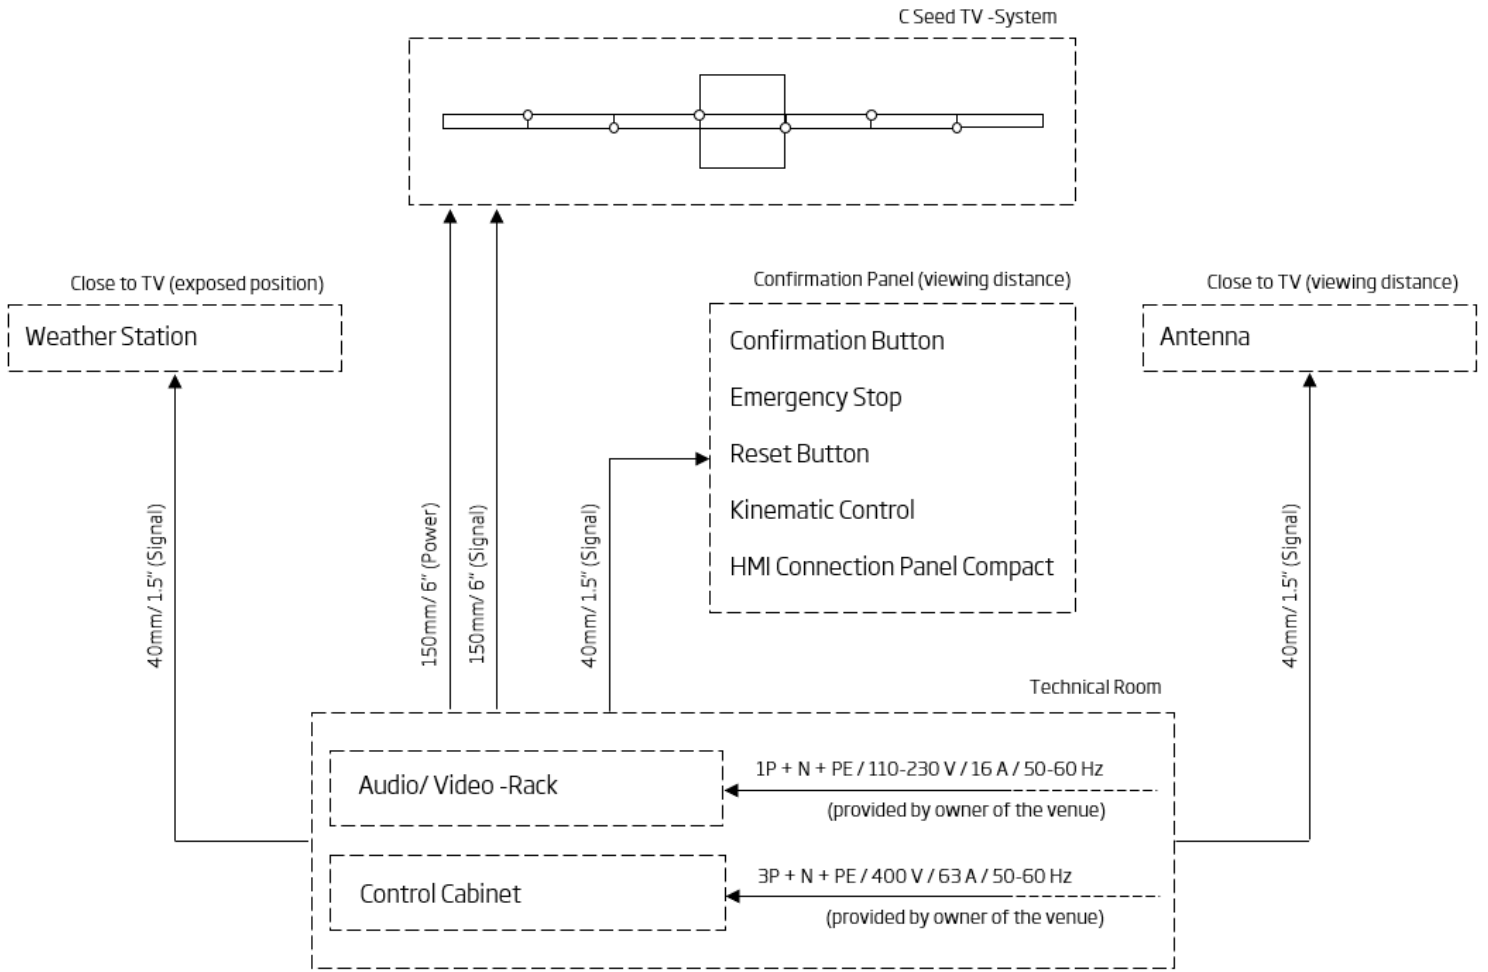 C Seed TV -System
Close to TV (exposed position)
Weather Station
Confirmation Panel (viewing distance)
Confirmation Button
Emergency Stop
Reset Button
Kinematic Control
HMI Connection Panel Compact
Close to TV (viewing distance)
Antenna
40mm/ 1.5" (Signal)
150mm/ 6" (Power)
150mm/ 6" (Signal)
40mm/ 1.5" (Signal)
40mm/ 1.5" (Signal)
Technical Room
Audio/ Video -Rack
1P + N + PE / 110-230 V / 16 A / 50-60 Hz
(provided by owner of the venue)
Control Cabinet
3P + N + PE / 400 V / 63 A / 50-60 Hz
(provided by owner of the venue)